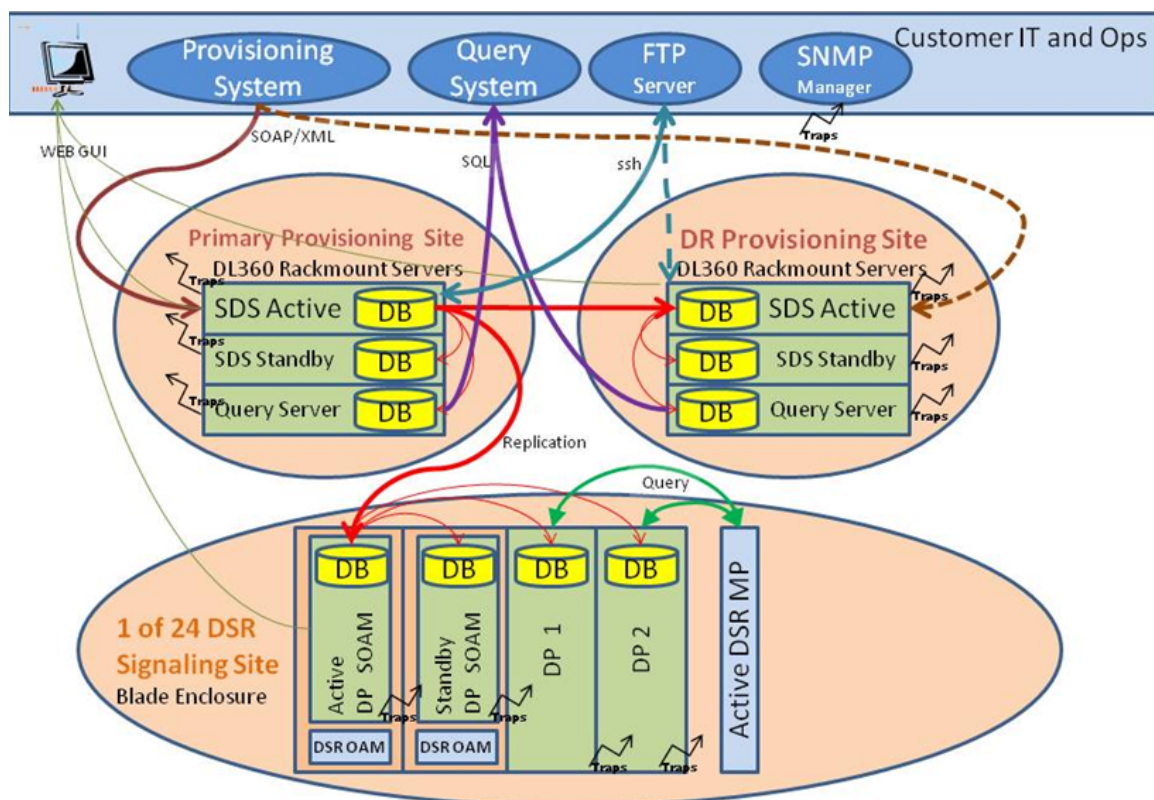 Provisioning
System
Query
System
FTP
Server
SNMP
Manager
Customer IT and Ops
Traps
WEB GUI
SOAP/XML
SQL
ssh
Primary Provisioning Site
DL360 Rackmount Servers
Traps
SDS Active
DB
Traps
SDS Standby
DB
Traps
Query Server
DB
DR Provisioning Site
DL360 Rackmount Servers
Traps
DB
SDS Active
DB
SDS Standby
Traps
DB
Query Server
Traps
Replication
Query
1 of 24 DSR
Signaling Site
Blade Enclosure
DB
Active
DP SOAM
Traps
DSR OAM
DB
Standby
DP SOAM
Traps
DSR OAM
DB
DP 1
Traps
DB
DP 2
Traps
Active DSR MP